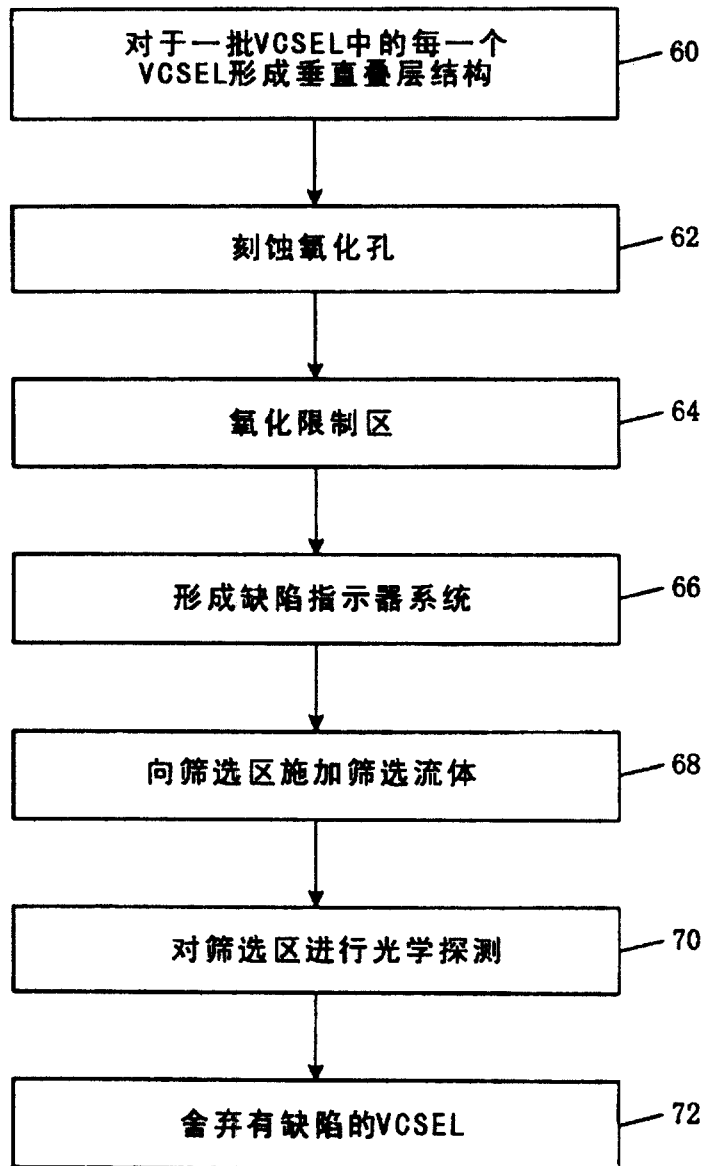 对于一批VCSEL中的每一个
VCSEL形成垂直叠层结构
60
刻蚀氧化孔
62
氧化限制区
64
形成缺陷指示器系统
66
向筛选区施加筛选流体
68
对筛选区进行光学探测
70
舍弃有缺陷的VCSEL
72